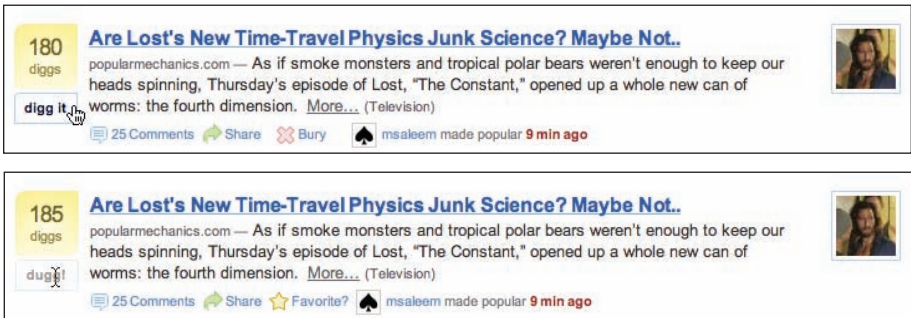 180
diggs
digg it
Are Lost's New Time-Travel Physics Junk Science? Maybe Not..
popularmechanics.com — As if smoke monsters and tropical polar bears weren't enough to keep our
heads spinning, Thursday's episode of Lost, "The Constant," opened up a whole new can of
worms: the fourth dimension. More... (Television)
25 Comments Share Bury msaleem made popular 9 min ago
185
diggs
dugg!
Are Lost's New Time-Travel Physics Junk Science? Maybe Not..
popularmechanics.com — As if smoke monsters and tropical polar bears weren't enough to keep our
heads spinning, Thursday's episode of Lost, "The Constant," opened up a whole new can of
worms: the fourth dimension. More... (Television)
25 Comments Share Favorite? msaleem made popular 9 min ago